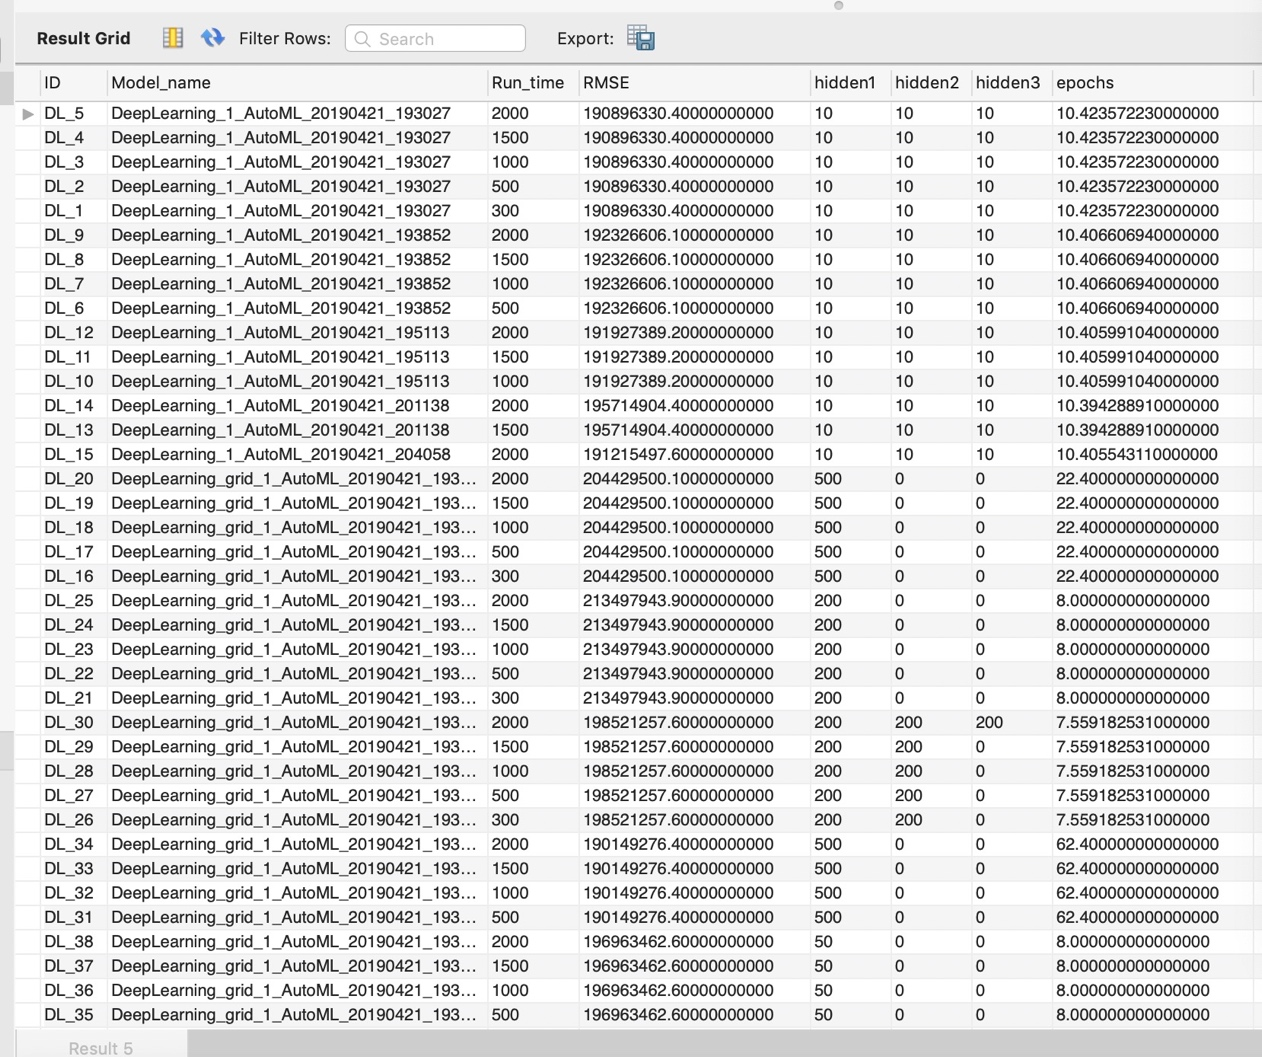 Result Grid Filter Rows: Search Export:
ID Model_name Run_time RMSE hidden1 hidden2 hidden3 epochs
DL_5 DeepLearning_1_AutoML_20190421_193027 2000 190896330.40000000000 10 10 10 10.423572230000000
DL_4 DeepLearning_1_AutoML_20190421_193027 1500 190896330.40000000000 10 10 10 10.423572230000000
DL_3 DeepLearning_1_AutoML_20190421_193027 1000 190896330.40000000000 10 10 10 10.423572230000000
DL_2 DeepLearning_1_AutoML_20190421_193027 500 190896330.40000000000 10 10 10 10.423572230000000
DL_1 DeepLearning_1_AutoML_20190421_193027 300 190896330.40000000000 10 10 10 10.423572230000000
DL_9 DeepLearning_1_AutoML_20190421_193852 2000 192326606.10000000000 10 10 10 10.406606940000000
DL_8 DeepLearning_1_AutoML_20190421_193852 1500 192326606.10000000000 10 10 10 10.406606940000000
DL_7 DeepLearning_1_AutoML_20190421_193852 1000 192326606.10000000000 10 10 10 10.406606940000000
DL_6 DeepLearning_1_AutoML_20190421_193852 500 192326606.10000000000 10 10 10 10.406606940000000
DL_12 DeepLearning_1_AutoML_20190421_195113 2000 191927389.20000000000 10 10 10 10.405991040000000
DL_11 DeepLearning_1_AutoML_20190421_195113 1500 191927389.20000000000 10 10 10 10.405991040000000
DL_10 DeepLearning_1_AutoML_20190421_195113 1000 191927389.20000000000 10 10 10 10.405991040000000
DL_14 DeepLearning_1_AutoML_20190421_201138 2000 195714904.40000000000 10 10 10 10.394288910000000
DL_13 DeepLearning_1_AutoML_20190421_201138 1500 195714904.40000000000 10 10 10 10.394288910000000
DL_15 DeepLearning_1_AutoML_20190421_204058 2000 191215497.60000000000 10 10 10 10.405543110000000
DL_20 DeepLearning_grid_1_AutoML_20190421_193... 2000 204429500.10000000000 500 0 0 22.400000000000000
DL_19 DeepLearning_grid_1_AutoML_20190421_193... 1500 204429500.10000000000 500 0 0 22.400000000000000
DL_18 DeepLearning_grid_1_AutoML_20190421_193... 1000 204429500.10000000000 500 0 0 22.400000000000000
DL_17 DeepLearning_grid_1_AutoML_20190421_193... 500 204429500.10000000000 500 0 0 22.400000000000000
DL_16 DeepLearning_grid_1_AutoML_20190421_193... 300 204429500.10000000000 500 0 0 22.400000000000000
DL_25 DeepLearning_grid_1_AutoML_20190421_193... 2000 213497943.90000000000 200 0 0 8.000000000000000
DL_24 DeepLearning_grid_1_AutoML_20190421_193... 1500 213497943.90000000000 200 0 0 8.000000000000000
DL_23 DeepLearning_grid_1_AutoML_20190421_193... 1000 213497943.90000000000 200 0 0 8.000000000000000
DL_22 DeepLearning_grid_1_AutoML_20190421_193... 500 213497943.90000000000 200 0 0 8.000000000000000
DL_21 DeepLearning_grid_1_AutoML_20190421_193... 300 213497943.90000000000 200 0 0 8.000000000000000
DL_30 DeepLearning_grid_1_AutoML_20190421_193... 2000 198521257.60000000000 200 200 200 7.559182531000000
DL_29 DeepLearning_grid_1_AutoML_20190421_193... 1500 198521257.60000000000 200 200 0 7.559182531000000
DL_28 DeepLearning_grid_1_AutoML_20190421_193... 1000 198521257.60000000000 200 200 0 7.559182531000000
DL_27 DeepLearning_grid_1_AutoML_20190421_193... 500 198521257.60000000000 200 200 0 7.559182531000000
DL_26 DeepLearning_grid_1_AutoML_20190421_193... 300 198521257.60000000000 200 200 0 7.559182531000000
DL_34 DeepLearning_grid_1_AutoML_20190421_193... 2000 190149276.40000000000 500 0 0 62.400000000000000
DL_33 DeepLearning_grid_1_AutoML_20190421_193... 1500 190149276.40000000000 500 0 0 62.400000000000000
DL_32 DeepLearning_grid_1_AutoML_20190421_193... 1000 190149276.40000000000 500 0 0 62.400000000000000
DL_31 DeepLearning_grid_1_AutoML_20190421_193... 500 190149276.40000000000 500 0 0 62.400000000000000
DL_38 DeepLearning_grid_1_AutoML_20190421_193... 2000 196963462.60000000000 50 0 0 8.000000000000000
DL_37 DeepLearning_grid_1_AutoML_20190421_193... 1500 196963462.60000000000 50 0 0 8.000000000000000
DL_36 DeepLearning_grid_1_AutoML_20190421_193... 1000 196963462.60000000000 50 0 0 8.000000000000000
DL_35 DeepLearning_grid_1_AutoML_20190421_193... 500 196963462.60000000000 50 0 0 8.000000000000000
Result 5